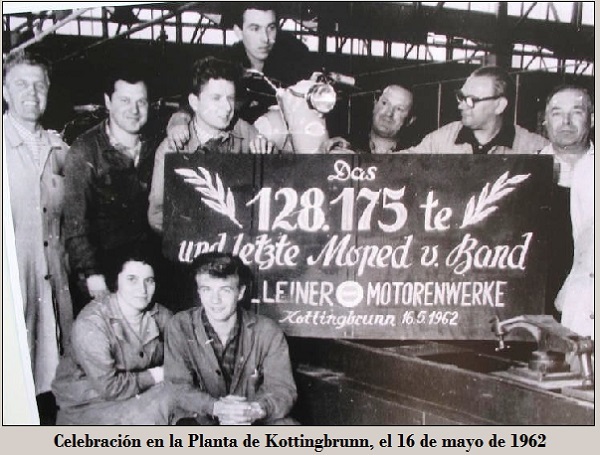 Das
128.175 te
und letzte Moped v. Band
LEINER MOTORENWERKE
Kottingbrunn 16.5.1962
Celebración en la Planta de Kottingbrunn, el 16 de mayo de 1962